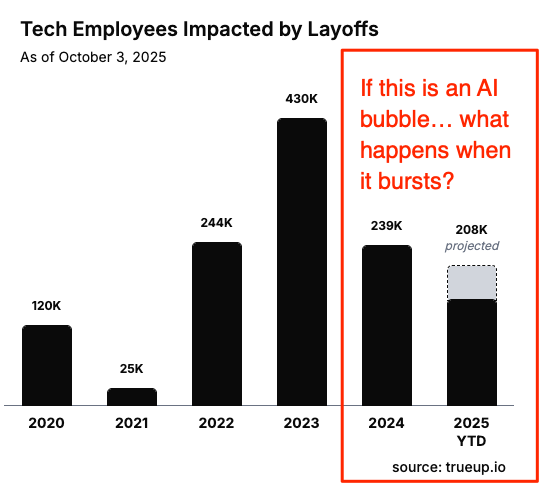 Tech Employees Impacted by Layoffs
As of October 3, 2025
If this is an AI
bubble… what
happens when
it bursts?
430K
244K
239K
208K
projected
120K
25K
2020
2021
2022
2023
2024
2025
YTD
source: trueup.io